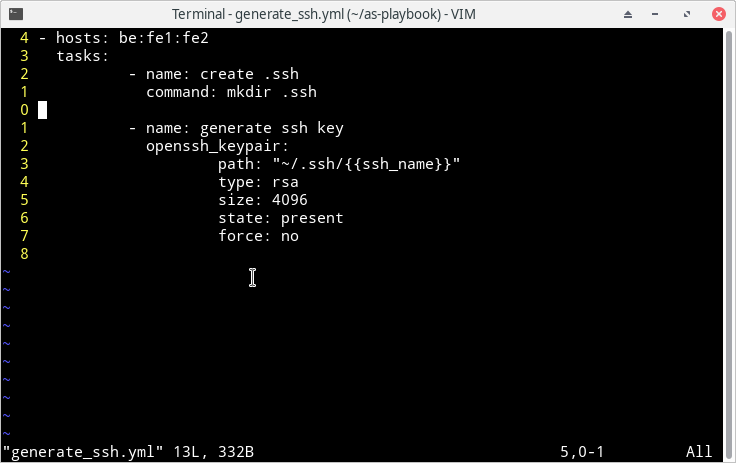 Terminal - generate_ssh.yml (~/as-playbook) - VIM
4 - hosts: be:fe1:fe2
3   tasks:
2           - name: create .ssh
1             command: mkdir .ssh
0
1           - name: generate ssh key
2             openssh_keypair:
3                     path: "~/.ssh/{{ssh_name}}"
4                     type: rsa
5                     size: 4096
6                     state: present
7                     force: no
8
~
~
~
~
~
~
~
~
~
~
"generate_ssh.yml" 13L, 332B 5,0-1 All